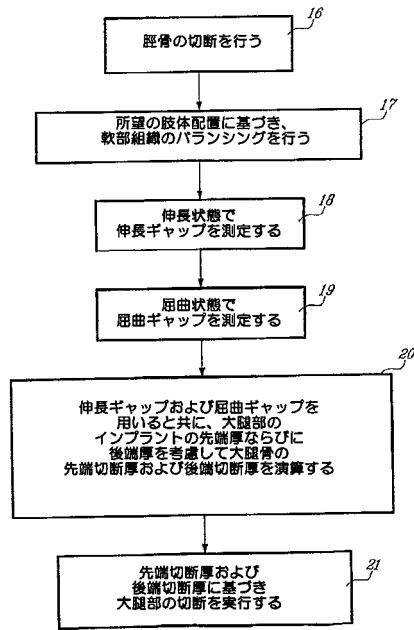 16
脛骨の切断を行う
17
所望の肢体配置に基づき、
軟部組織のバランシングを行う
18
伸長状態で
伸長ギャップを測定する
19
屈曲状態で
屈曲ギャップを測定する
20
伸長ギャップおよび屈曲ギャップを
用いると共に、大腿部の
インプラントの先端厚ならびに
後端厚を考慮して大腿骨の
先端切断厚および後端切断厚を演算する
21
先端切断厚および
後端切断厚に基づき
大腿部の切断を実行する